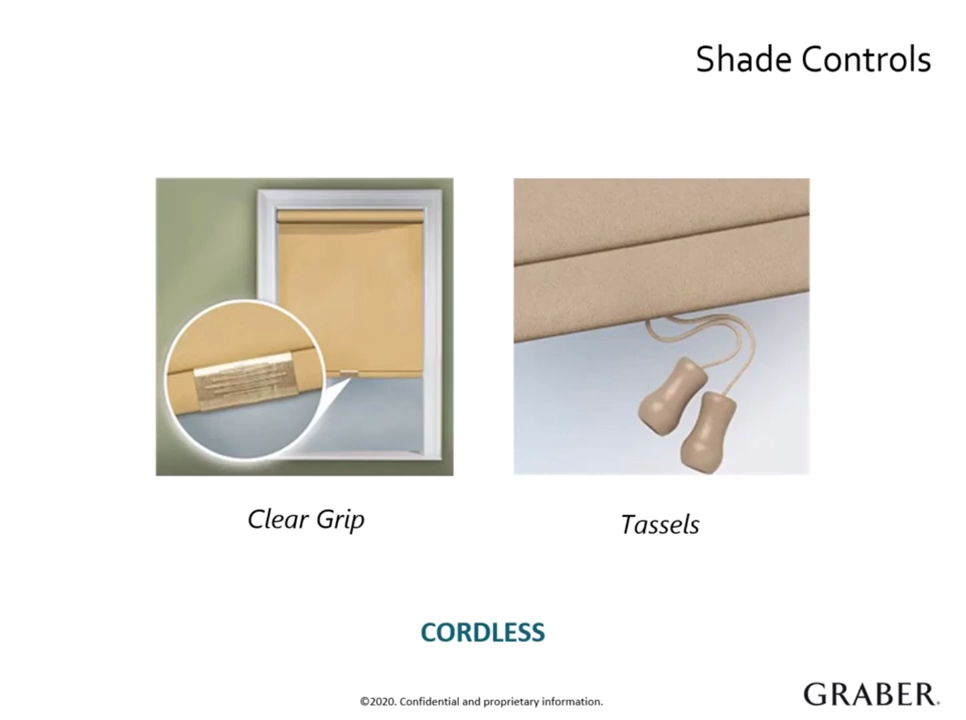 Shade Controls
Clear Grip
Tassels
CORDLESS
©2020. Confidential and proprietary information.
GRABER®